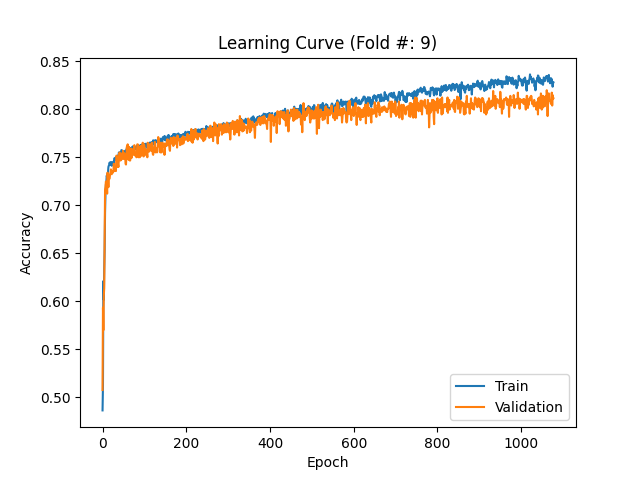 Learning Curve (Fold #: 9)
0.85
0.80
0.75
0.70
0.65
0.60
0.55
0.50
Accuracy
0 200 400 600 800 1000
Epoch
Train
Validation